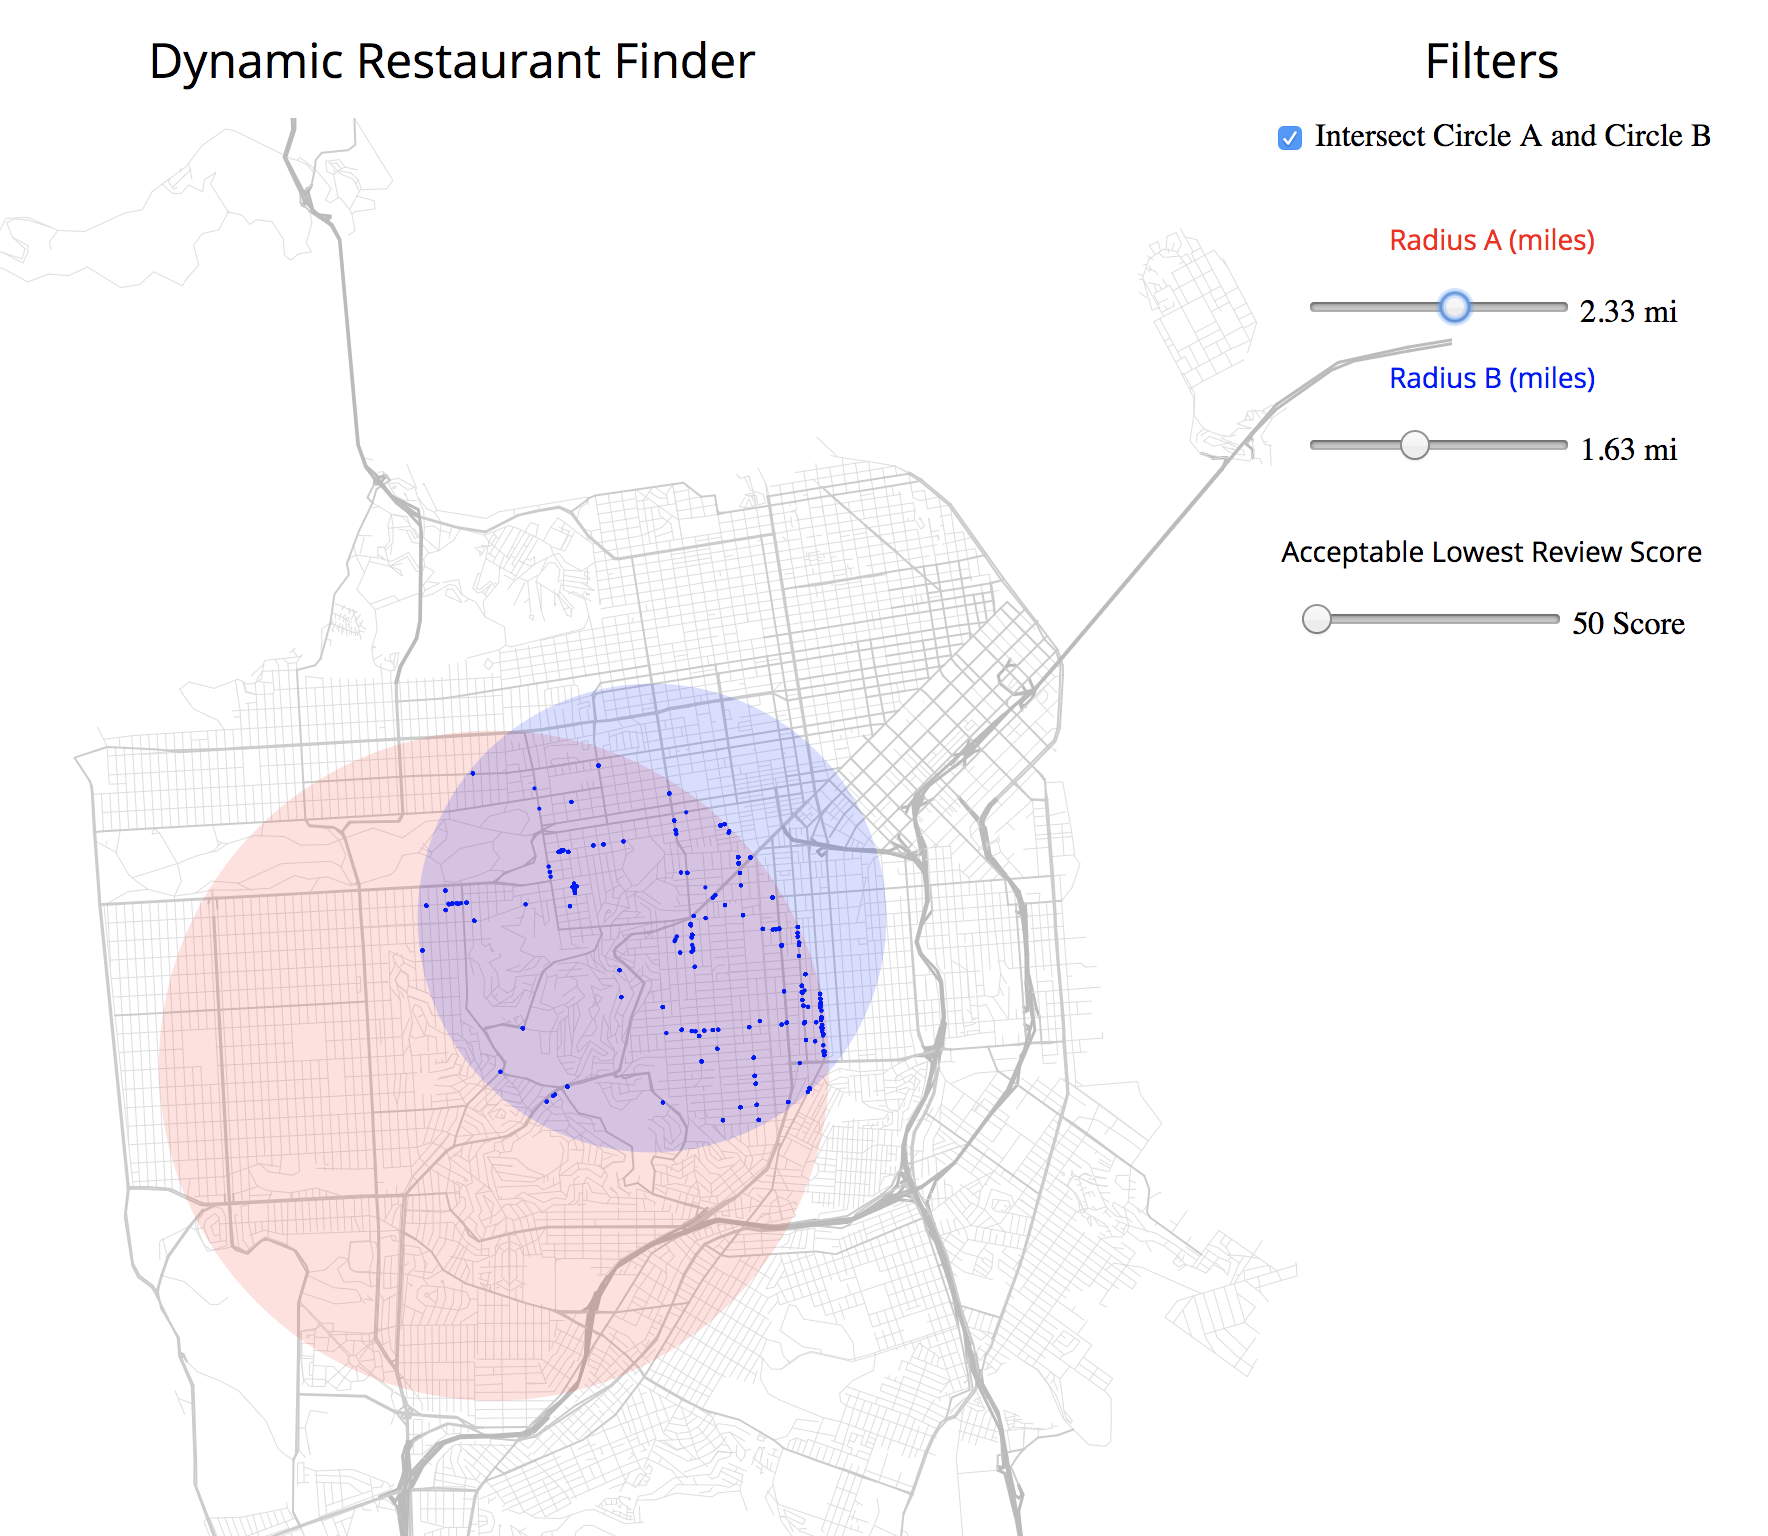 Dynamic Restaurant Finder
Filters
Intersect Circle A and Circle B
Radius A (miles)
2.33 mi
Radius B (miles)
1.63 mi
Acceptable Lowest Review Score
50 Score